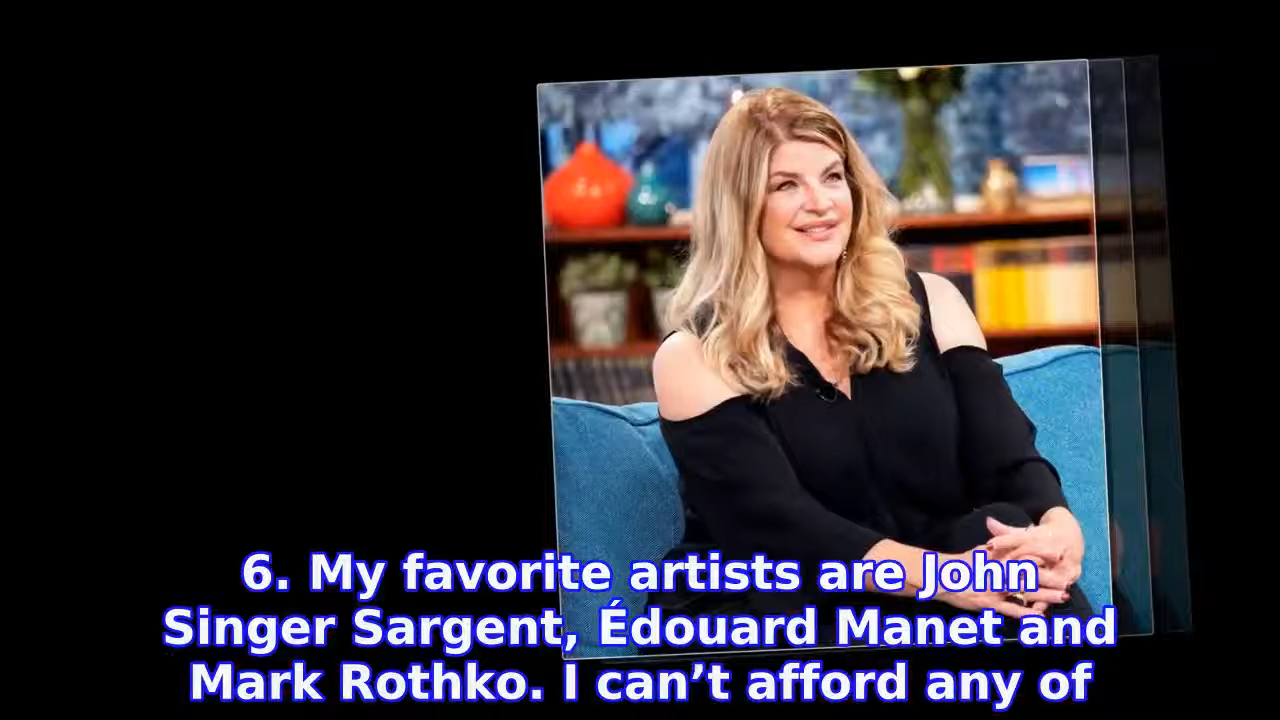 6. My favorite artists are John
Singer Sargent, Édouard Manet and
Mark Rothko. I can’t afford any of